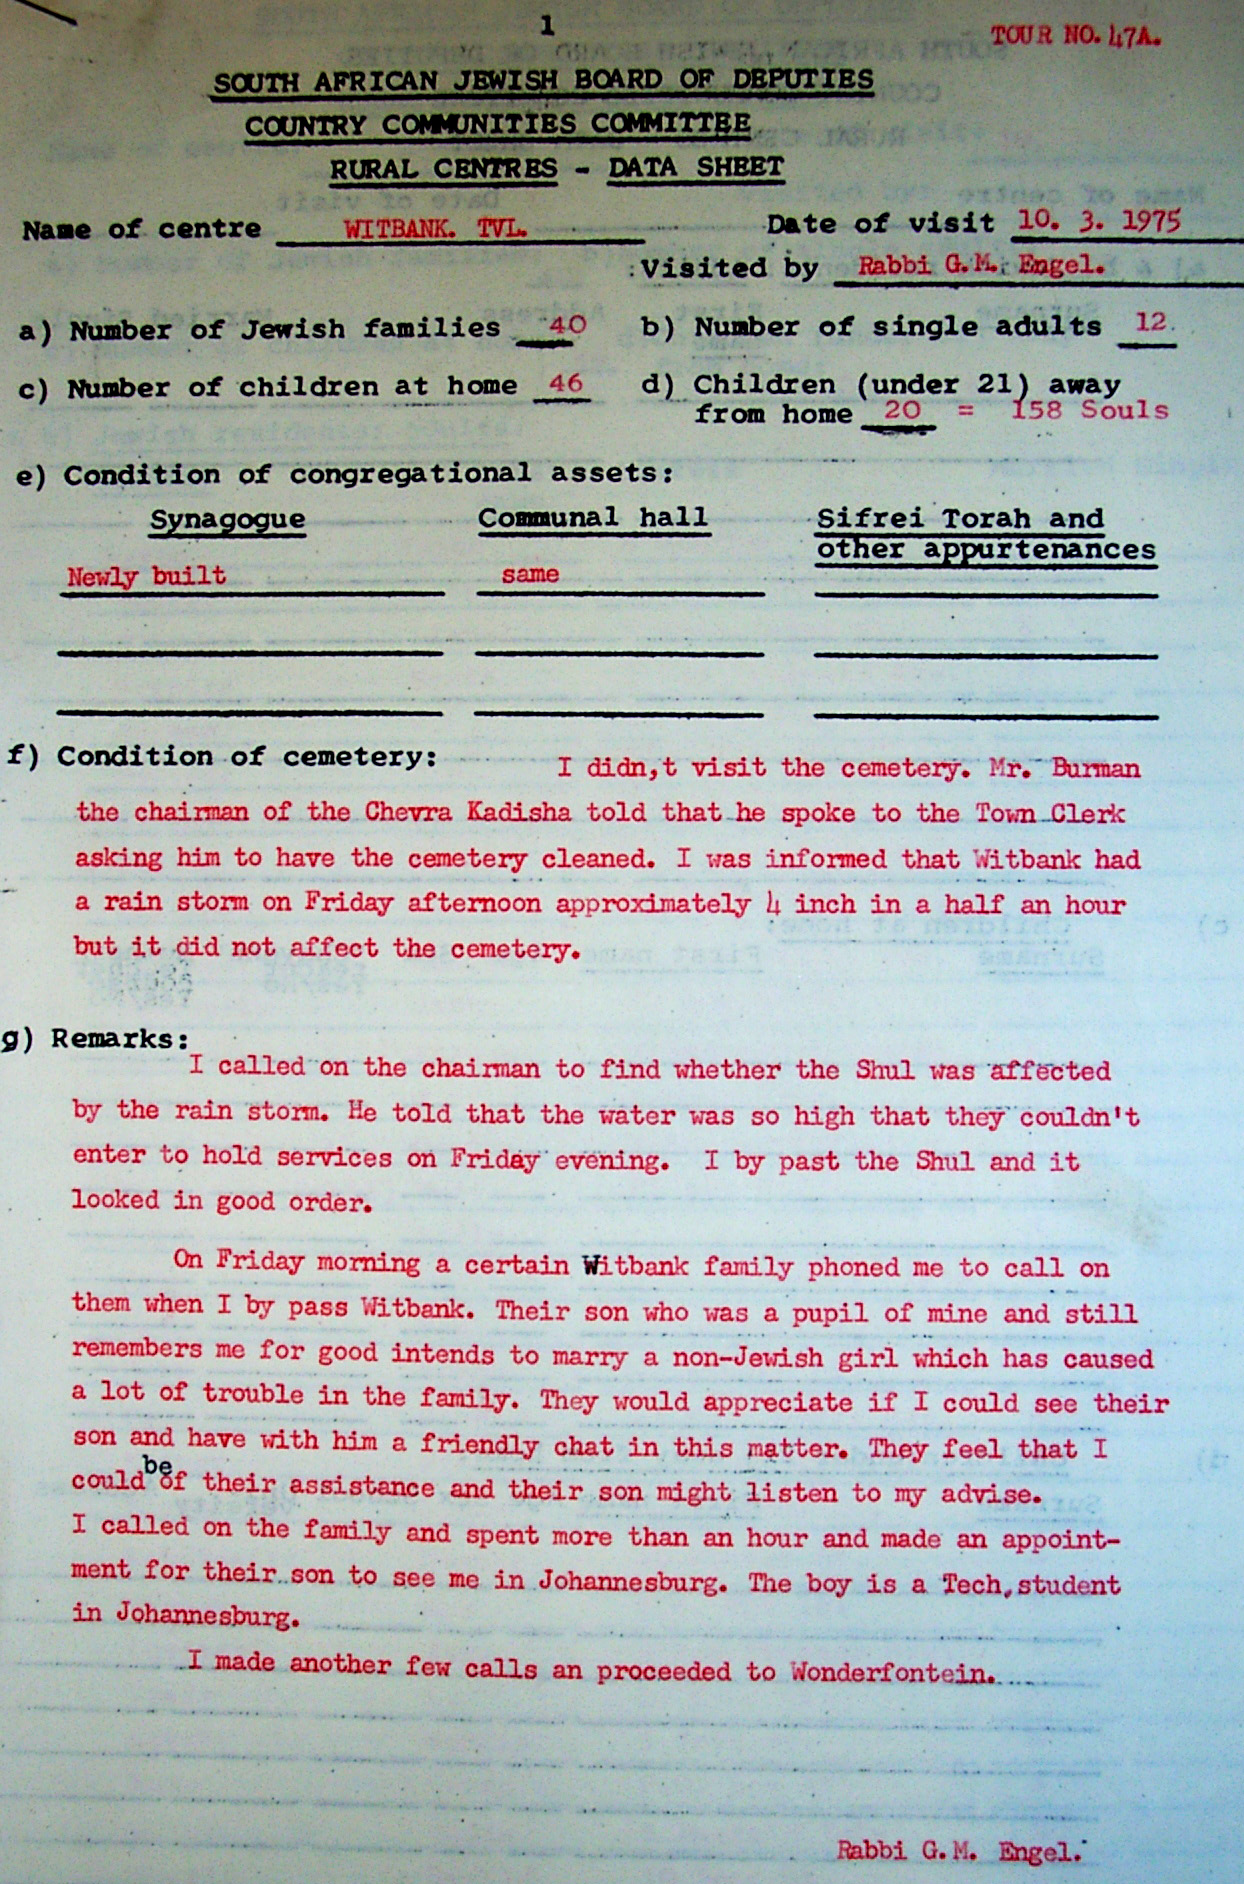 1
TOUR NO. 47A.
SOUTH AFRICAN JEWISH BOARD OF DEPUTIES
COUNTRY COMMUNITIES COMMITTEE
RURAL CENTRES - DATA SHEET
Name of centre WITBANK. TVL. Date of visit 10. 3. 1975
Visited by Rabbi G.M. Engel.
a) Number of Jewish families 40 b) Number of single adults 12.
c) Number of children at home 46 d) Children (under 21) away
from home 20 = 158 Souls
e) Condition of congregational assets:
Synagogue Communal hall Sifrei Torah and
other appurtenances
Newly built same
f) Condition of cemetery: I didn,t visit the cemetery. Mr. Burman
the chairman of the Chevra Kadisha told that he spoke to the Town Clerk
asking him to have the cemetery cleaned. I was informed that Witbank had
a rain storm on Friday afternoon approximately 4 inch in a half an hour
but it did not affect the cemetery.
g) Remarks:
I called on the chairman to find whether the Shul was affected
by the rain storm. He told that the water was so high that they couldn't
enter to hold services on Friday evening. I by past the Shul and it
looked in good order.
On Friday morning a certain Witbank family phoned me to call on
them when I by pass Witbank. Their son who was a pupil of mine and still
remembers me for good intends to marry a non-Jewish girl which has caused
a lot of trouble in the family. They would appreciate if I could see their
son and have with him a friendly chat in this matter. They feel that I
could be of their assistance and their son might listen to my advise.
I called on the family and spent more than an hour and made an appoint-
ment for their son to see me in Johannesburg. The boy is a Tech, student
in Johannesburg.
I made another few calls an proceeded to Wonderfontein.
Rabbi G.M. Engel.